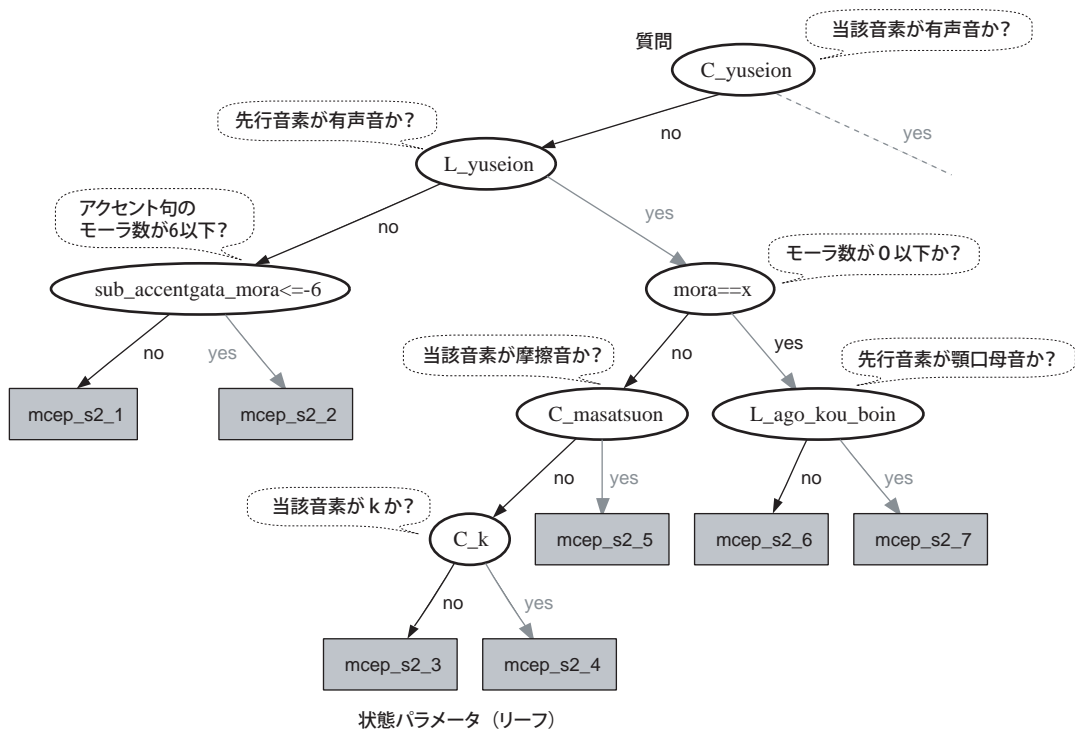 当該音素が有声音か?
質問
C_yuseion
先行音素が有声音か?
no
yes
L_yuseion
アクセント句の
モーラ数が6以下?
no
yes
モーラ数が0以下か?
sub_accentgata_mora<=-6
mora==x
no
yes
当該音素が摩擦音か?
no
yes
先行音素が顎口母音か?
mcep_s2_1
mcep_s2_2
C_masatsuon
L_ago_kou_boin
no
yes
no
yes
当該音素がkか?
C_k
mcep_s2_5
mcep_s2_6
mcep_s2_7
no
yes
mcep_s2_3
mcep_s2_4
状態パラメータ(リーフ)